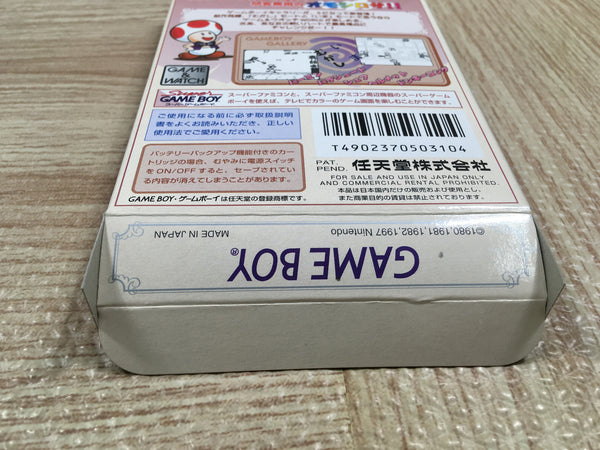 GAMEBOY
GALLERY
GAME &
WATCH
Super
GAME BOY
スーパーファミコンと、スーパーファミコン周辺機器のスーパーゲーム
ボーイを使えば、テレビでカラーのゲーム画面を楽しむことができます。
ご使用になる前に必ず取扱説明
書をよくお読みいただき、正しい
使用法でご愛用ください。
バッテリーバックアップ機能付きのカー
トリッジの場合、むやみに電源スイッチ
をON/OFFすると、セーブされている
内容が消えてしまうことがあります。
T4902370503104
PAT.
PEND.
任天堂株式会社
FOR SALE AND USE IN JAPAN ONLY
AND COMMERCIAL RENTAL PROHIBITED.
本品は日本国内だけの販売および使用とし、
また商業目的の賃貸は禁止されています。
GAME BOY・ゲームボーイは任天堂の登録商標です。
©1980,1981,1982,1997 Nintendo
MADE IN JAPAN
GAME BOY®